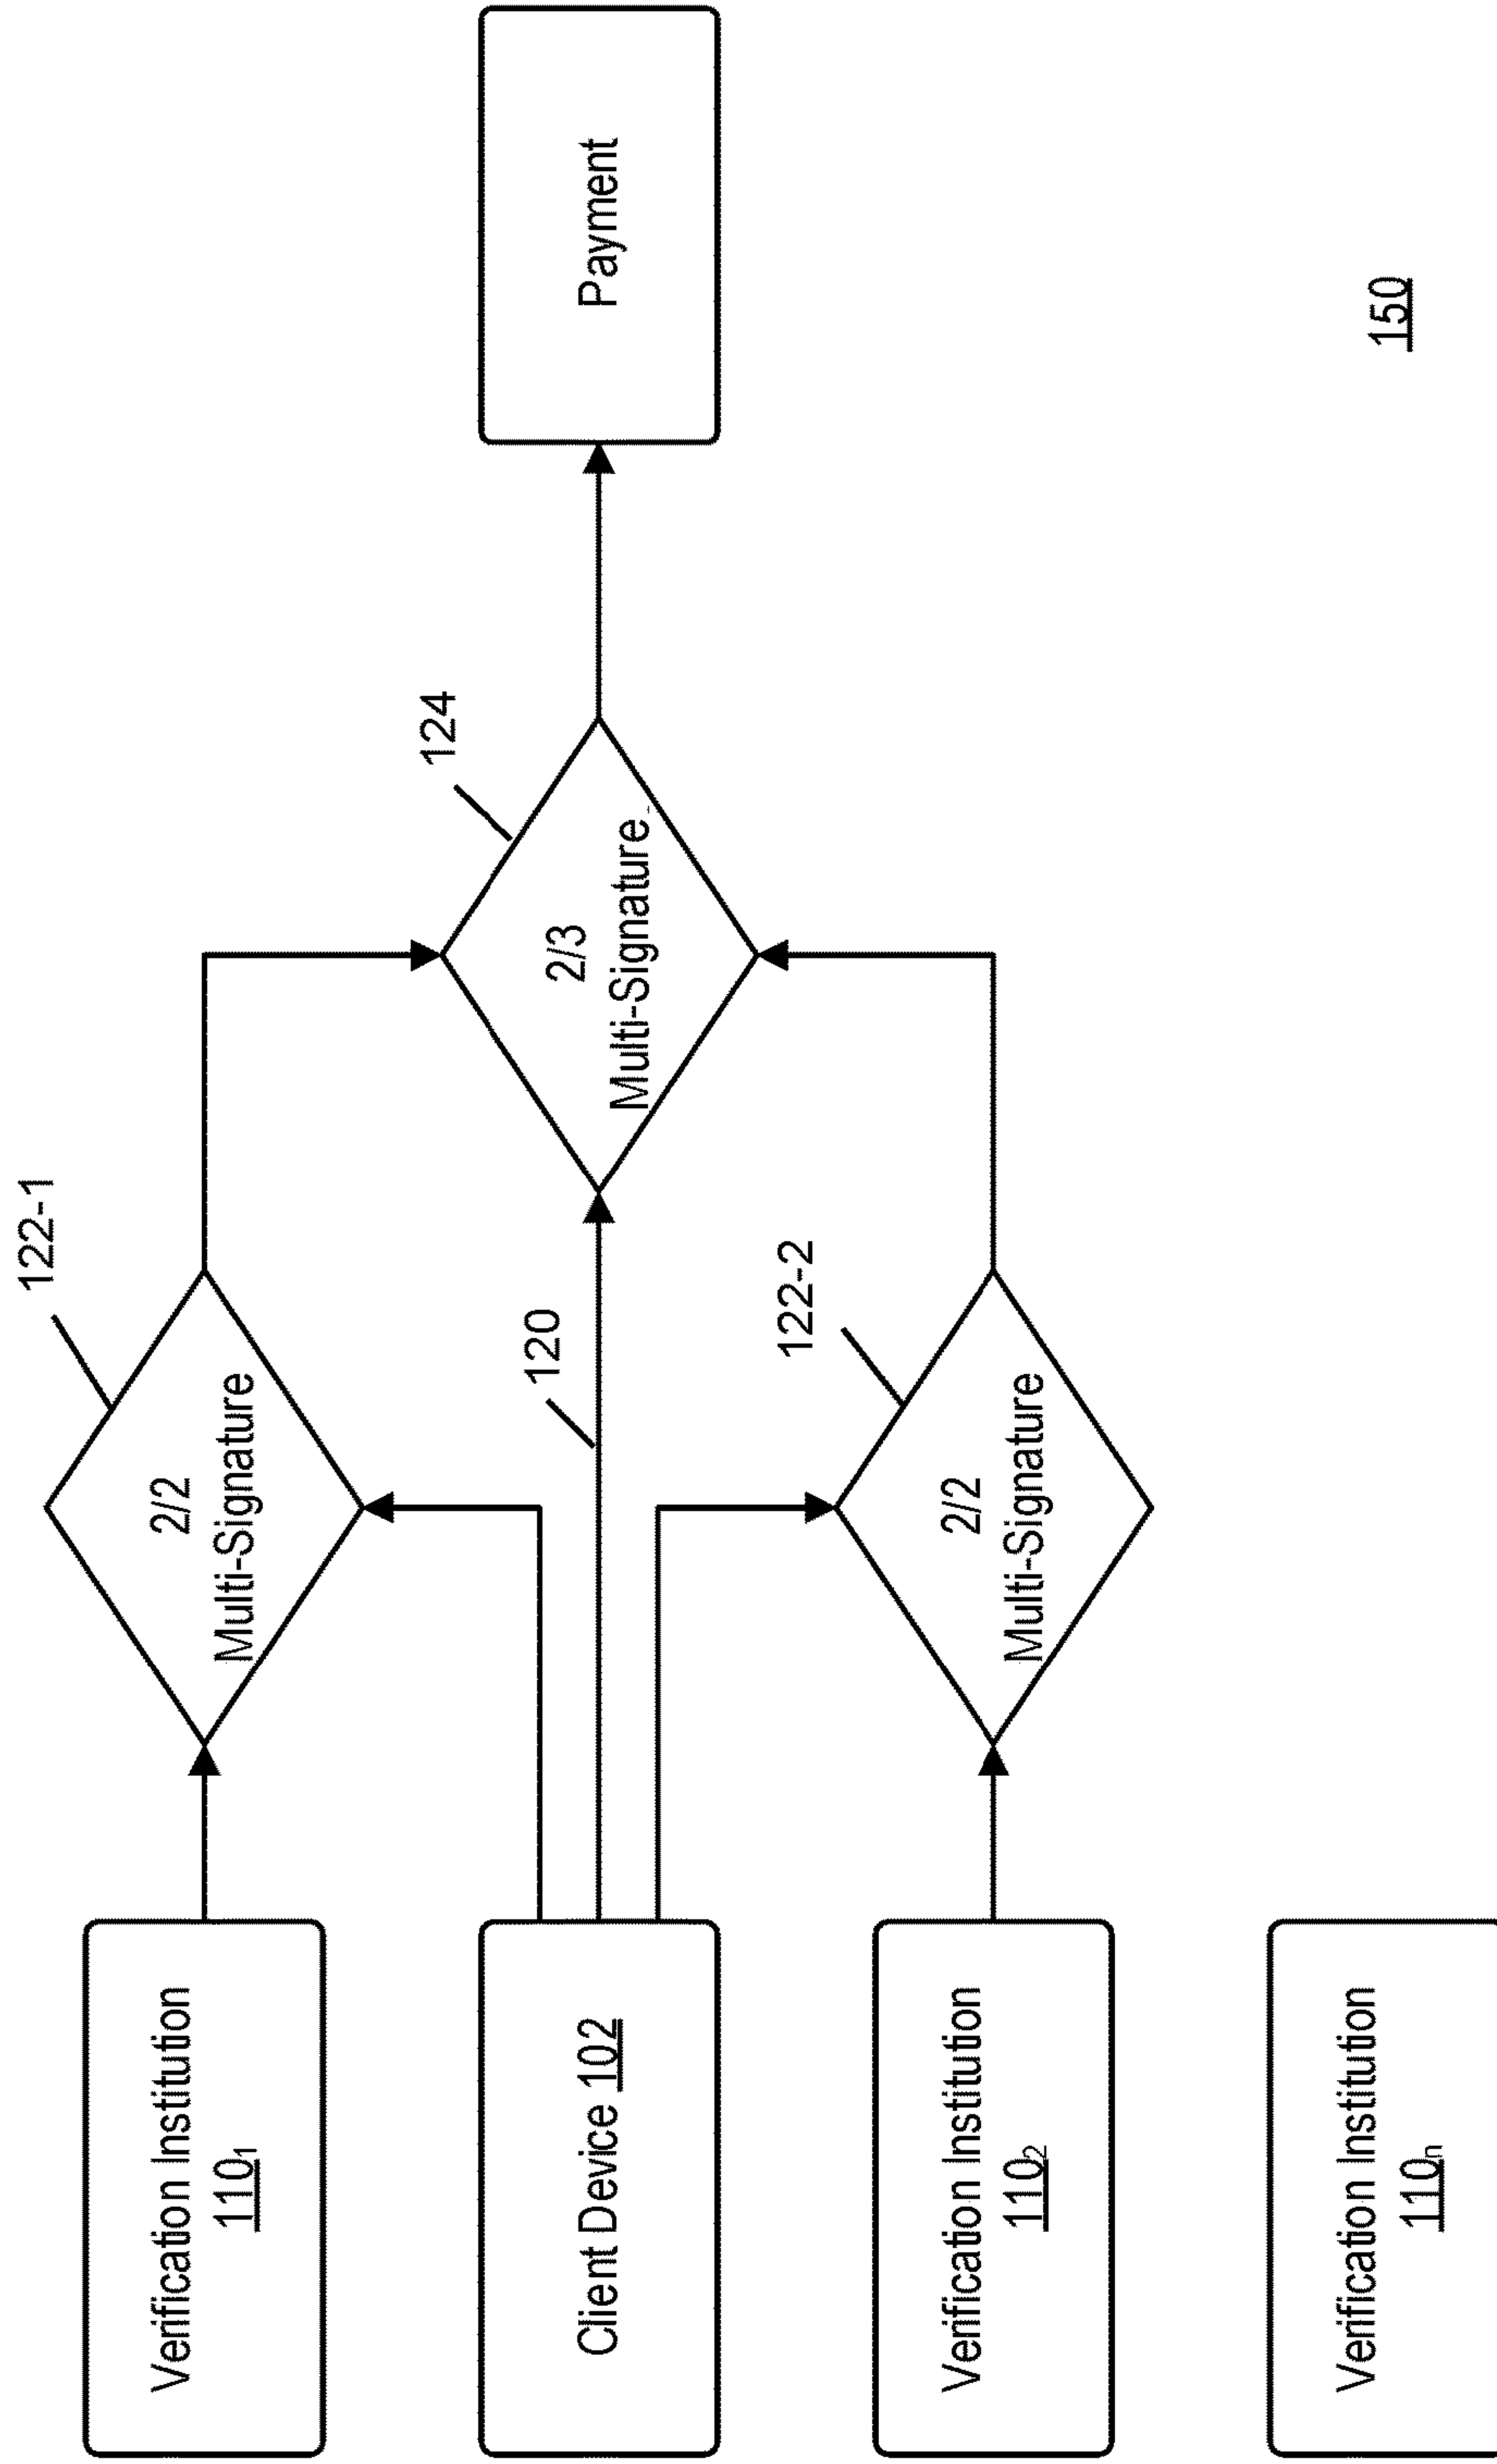 Verification Institution
110₁
122-1
2/2
Multi-Signature
Client Device 102
120
124
2/3
Multi-Signature
Payment
Verification Institution
110₂
122-2
2/2
Multi-Signature
Verification Institution
110ₙ
150